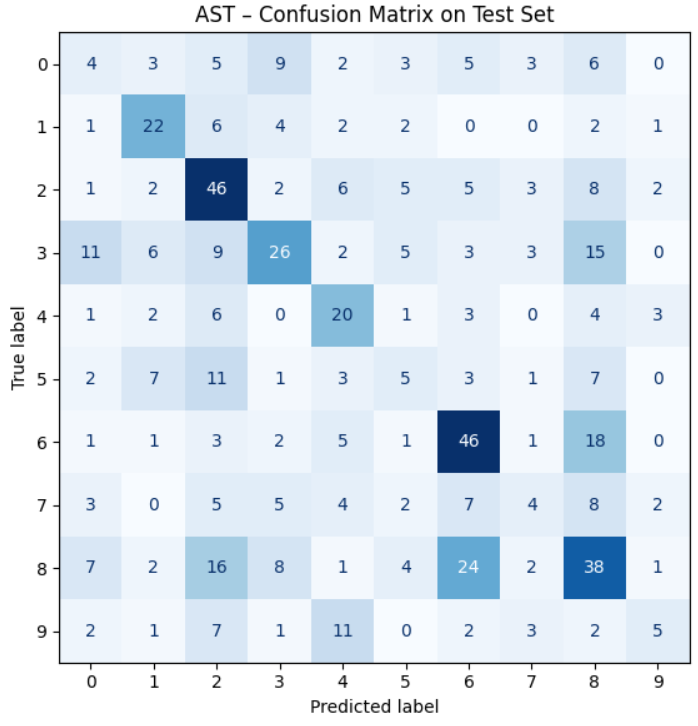 AST – Confusion Matrix on Test Set
0 4 3 5 9 2 3 5 3 6 0
1 1 22 6 4 2 2 0 0 2 1
2 1 2 46 2 6 5 5 3 8 2
3 11 6 9 26 2 5 3 3 15 0
4 1 2 6 0 20 1 3 0 4 3
5 2 7 11 1 3 5 3 1 7 0
6 1 1 3 2 5 1 46 1 18 0
7 3 0 5 5 4 2 7 4 8 2
8 7 2 16 8 1 4 24 2 38 1
9 2 1 7 1 11 0 2 3 2 5
0 1 2 3 4 5 6 7 8 9
True label
Predicted label